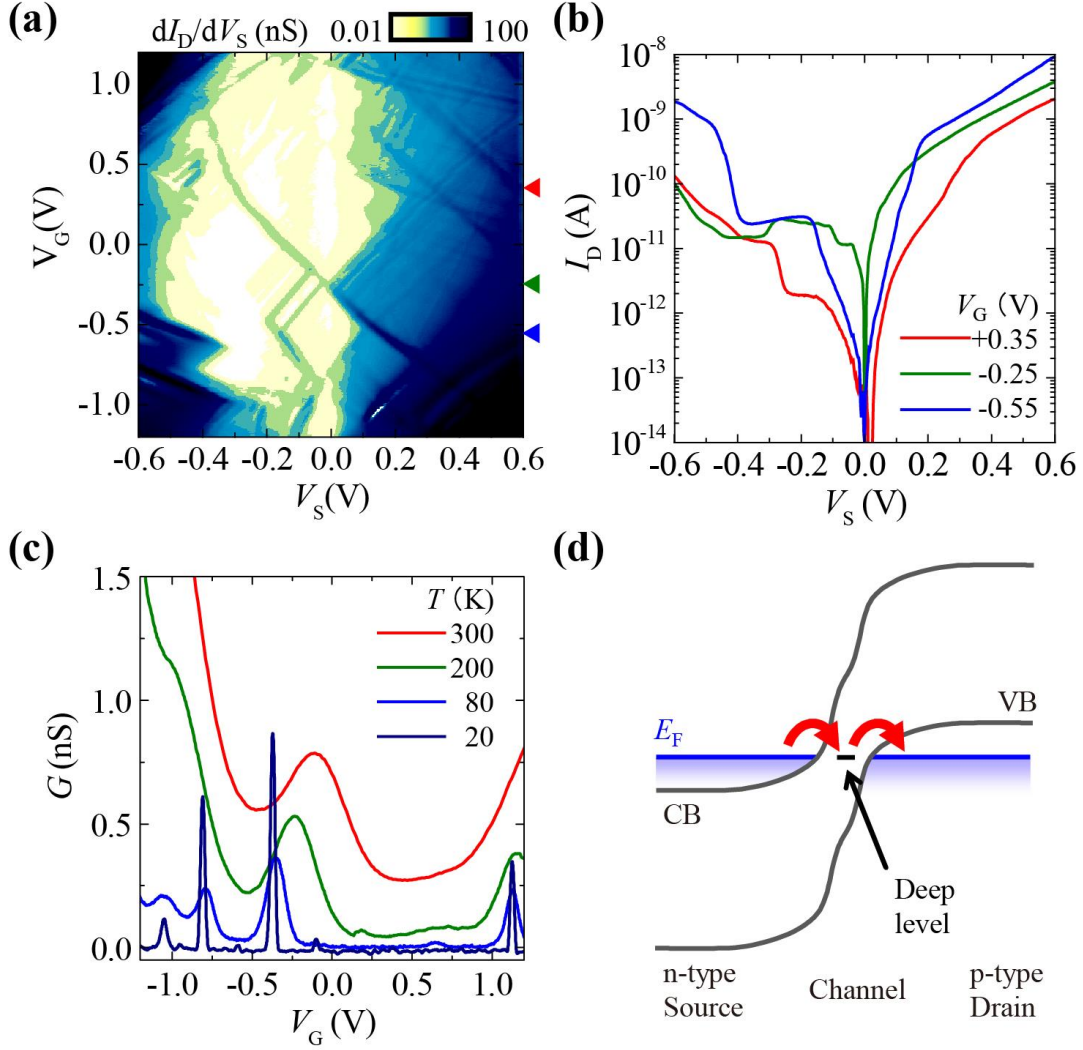 (a)
dI_D/dV_S (nS) 0.01 100
V_G(V)
1.0
0.5
0.0
-0.5
-1.0
-0.6 -0.4 -0.2 0.0 0.2 0.4 0.6
V_S(V)
(b)
I_D (A)
10^-8
10^-9
10^-10
10^-11
10^-12
10^-13
10^-14
V_G (V)
+0.35
-0.25
-0.55
-0.6 -0.4 -0.2 0.0 0.2 0.4 0.6
V_S (V)
(c)
G (nS)
1.5
1.0
0.5
0.0
T (K)
300
200
80
20
-1.0 -0.5 0.0 0.5 1.0
V_G (V)
(d)
E_F
VB
CB
Deep
level
n-type
Source
Channel
p-type
Drain